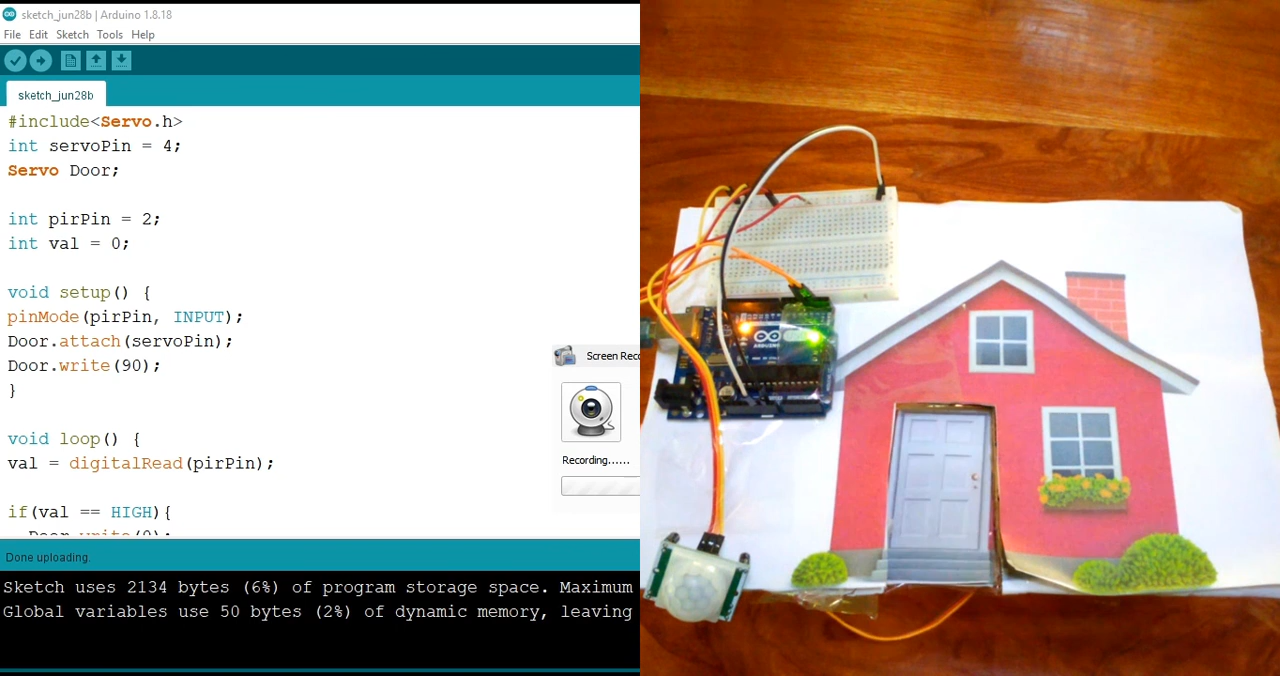 sketch_jun28b | Arduino 1.8.18
File Edit Sketch Tools Help
sketch_jun28b
#include<Servo.h>
int servoPin = 4;
Servo Door;
int pirPin = 2;
int val = 0;
void setup() {
pinMode(pirPin, INPUT);
Door.attach(servoPin);
Door.write(90);
}
void loop() {
val = digitalRead(pirPin);
if(val == HIGH){
Door.write(0);
Screen Reco
Recording......
Done uploading.
Sketch uses 2134 bytes (6%) of program storage space. Maximum
Global variables use 50 bytes (2%) of dynamic memory, leaving